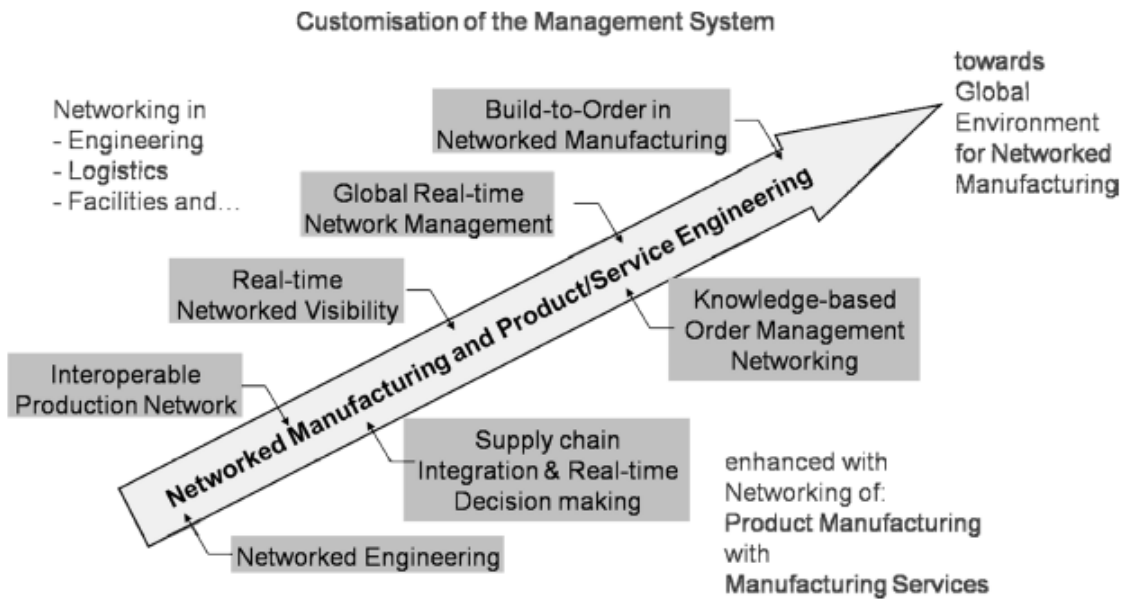 Customisation of the Management System
towards
Global
Environment
for Networked
Manufacturing
Networking in
- Engineering
- Logistics
- Facilities and...
Build-to-Order in
Networked Manufacturing
Global Real-time
Network Management
Real-time
Networked Visibility
Interoperable
Production Network
Networked Manufacturing and Product/Service Engineering
Knowledge-based
Order Management
Networking
Supply chain
Integration & Real-time
Decision making
Networked Engineering
enhanced with
Networking of:
Product Manufacturing
with
Manufacturing Services